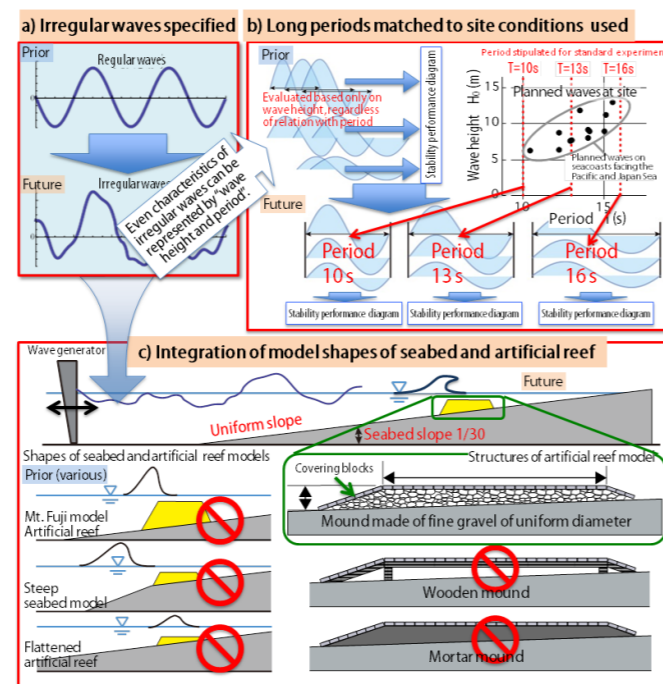 a) Irregular waves specified
Prior
Regular waves
0
Future
Irregular waves
0
Even characteristics of
irregular waves can be
represented by "wave
height and period".
b) Long periods matched to site conditions used
Prior
Evaluated based only on
wave height, regardless
of relation with period
Stability performance diagram
Period stipulated for standard experiment
T=10s
T=13s
T=16s
Planned waves at site
Wave height H₀ (m)
15
10
5
0
Planned waves on
seacoasts facing the
Pacific and Japan Sea
10
15
Period T(s)
Future
Period
10s
Period
13s
Period
16s
Stability performance diagram
Stability performance diagram
Stability performance diagram
c) Integration of model shapes of seabed and artificial reef
Wave generator
Future
Uniform slope
Seabed slope 1/30
Shapes of seabed and artificial reef models
Prior (various)
Mt. Fuji model
Artificial reef
Steep
seabed model
Flattened
artificial reef
Structures of artificial reef model
Covering blocks
Mound made of fine gravel of uniform diameter
Wooden mound
Mortar mound